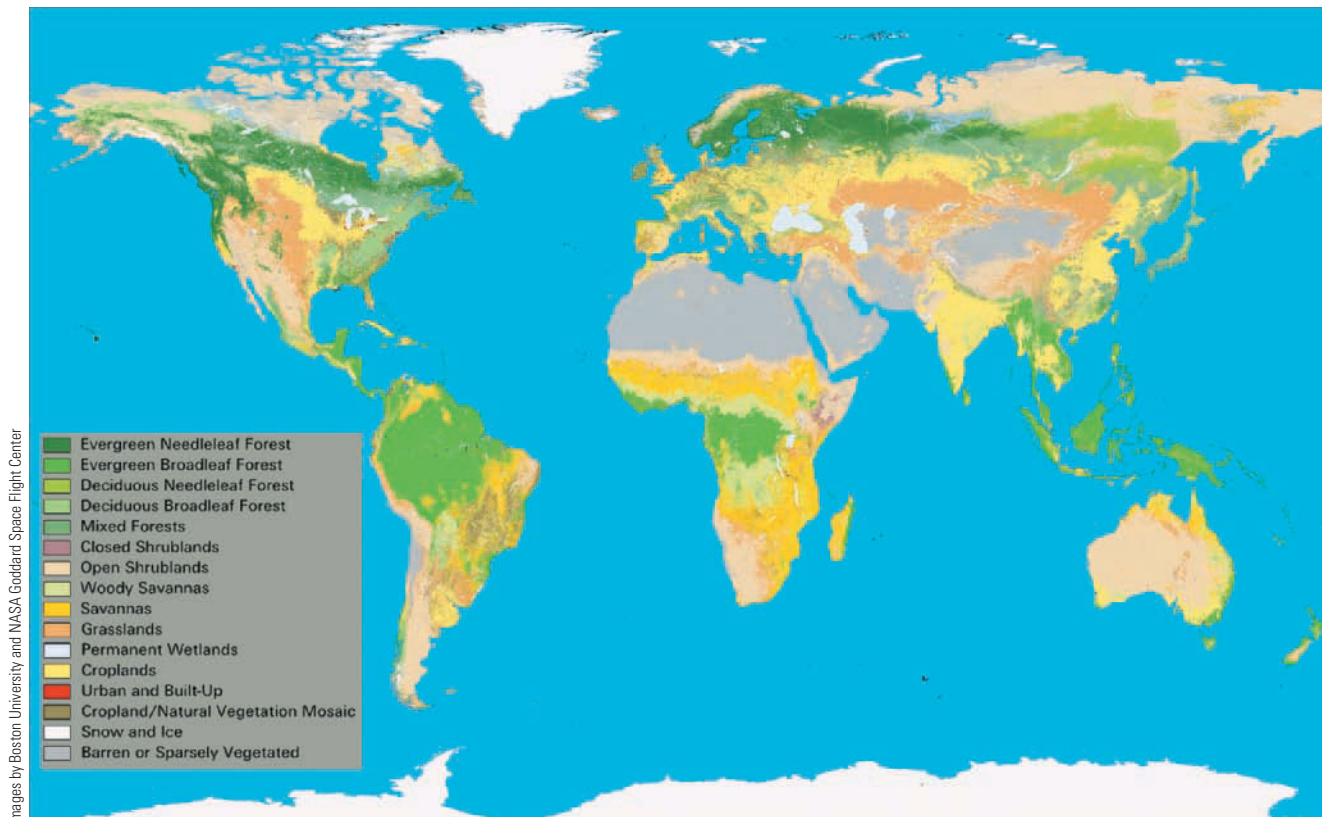 Evergreen Needleleaf Forest
Evergreen Broadleaf Forest
Deciduous Needleleaf Forest
Deciduous Broadleaf Forest
Mixed Forests
Closed Shrublands
Open Shrublands
Woody Savannas
Savannas
Grasslands
Permanent Wetlands
Croplands
Urban and Built-Up
Cropland/Natural Vegetation Mosaic
Snow and Ice
Barren or Sparsely Vegetated
mages by Boston University and NASA Goddard Space Flight Center